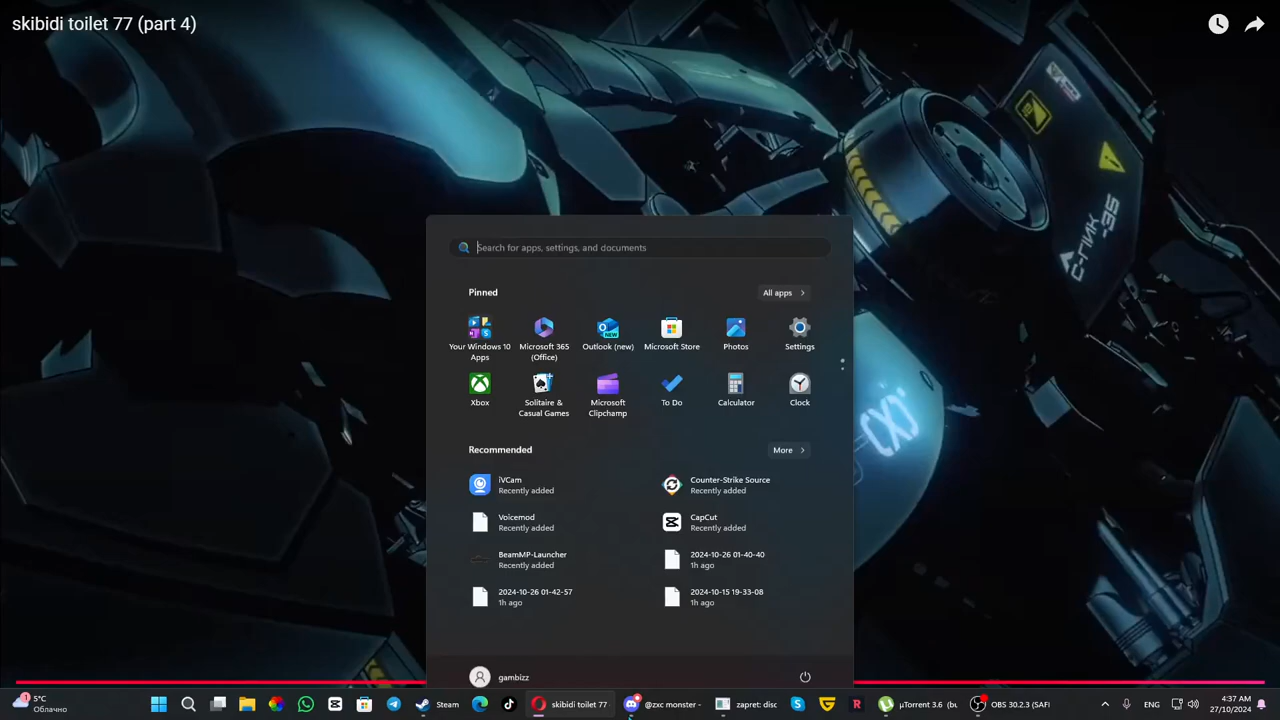 skibidi toilet 77 (part 4)
С-ПИК -35
(X)
Search for apps, settings, and documents
Pinned
All apps
Your Windows 10
Apps
Microsoft 365
(Office)
Outlook (new)
Microsoft Store
Photos
Settings
Xbox
Solitaire &
Casual Games
Microsoft
Clipchamp
To Do
Calculator
Clock
Recommended
More
iVCam
Recently added
Counter-Strike Source
Recently added
Voicemod
Recently added
CapCut
Recently added
BeamMP-Launcher
Recently added
2024-10-26 01-40-40
1h ago
2024-10-26 01-42-57
1h ago
2024-10-15 19-33-08
1h ago
gambizz
1
5°C
Облачно
Steam
skibidi toilet 77
@zxc monster -
zapret: disc
µTorrent 3.6 (bu
OBS 30.2.3 (SAFI
ENG
4:37 AM
27/10/2024